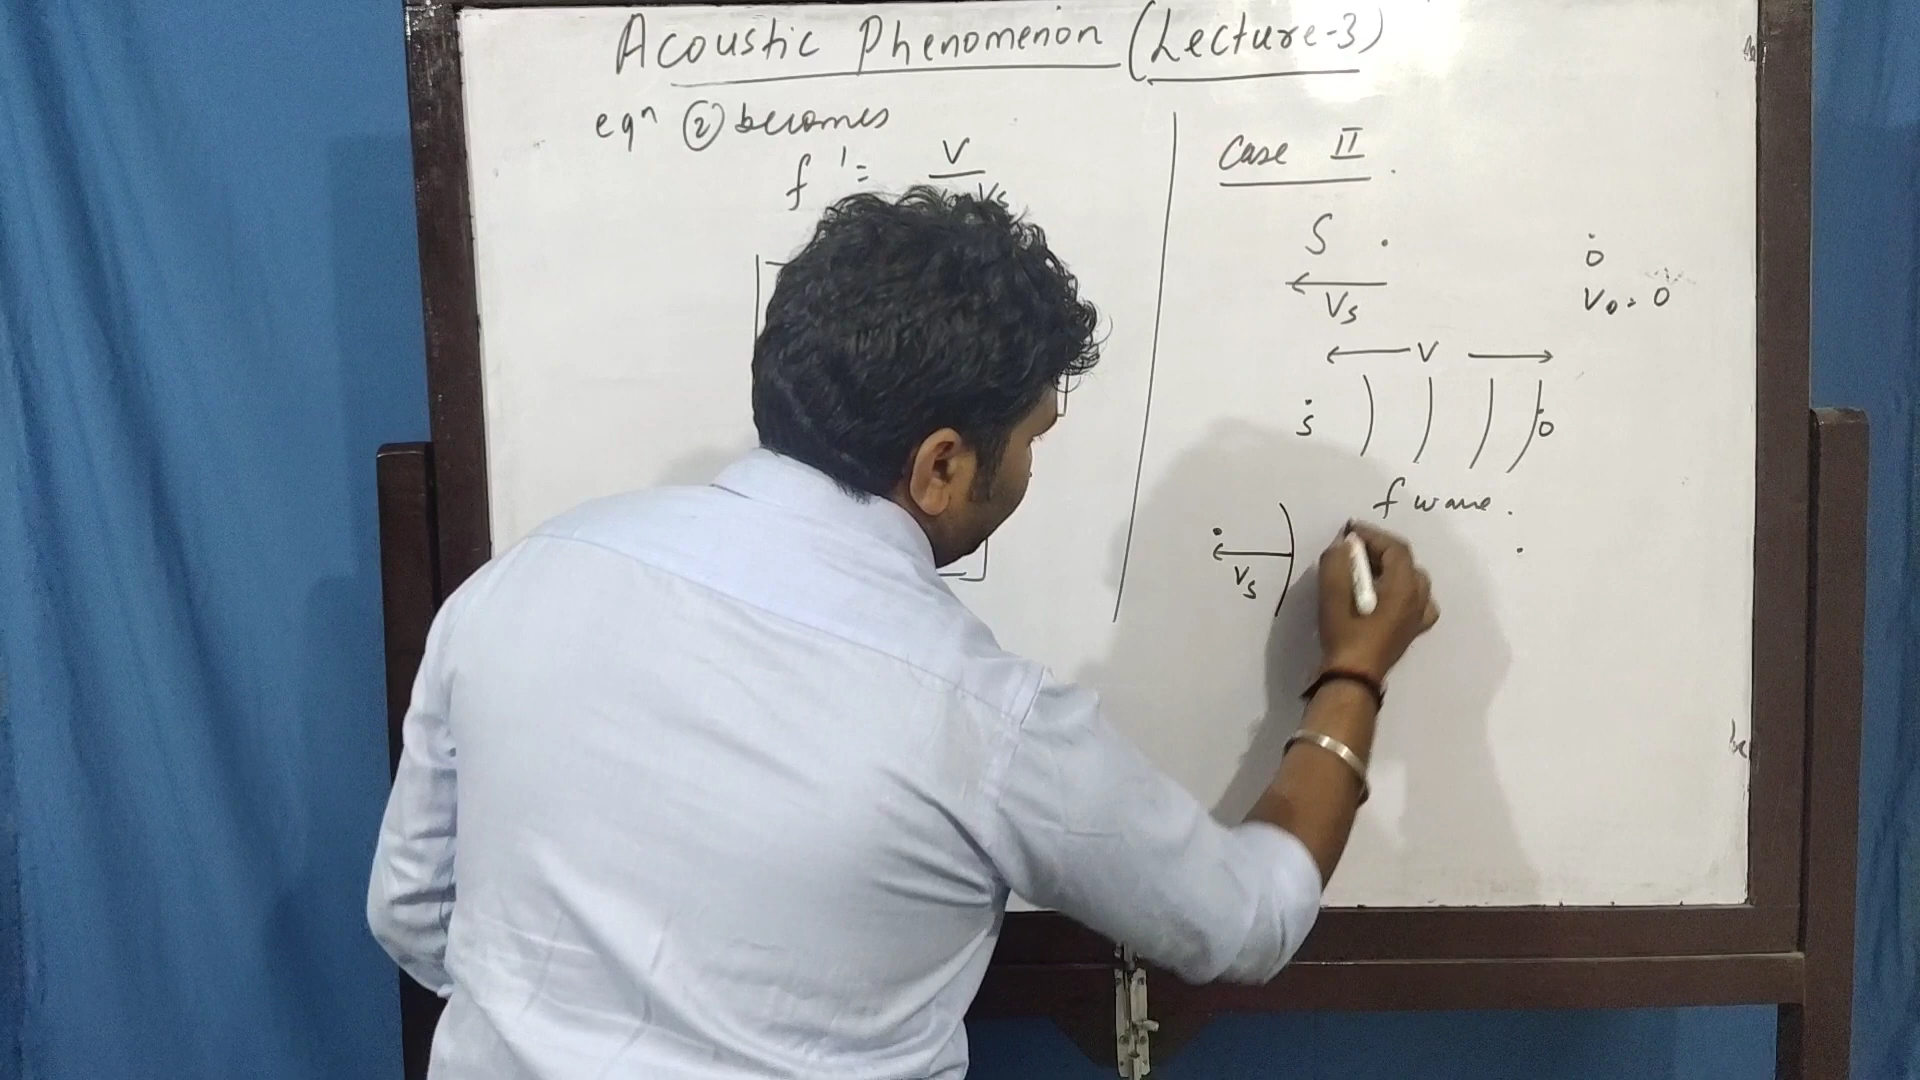 Acoustic Phenomenon (Lecture-3)
eqⁿ ② becomes
f' = V
Vs
Case II
S .
Vs
O
Vo = 0
V
S
O
f wave.
Vs